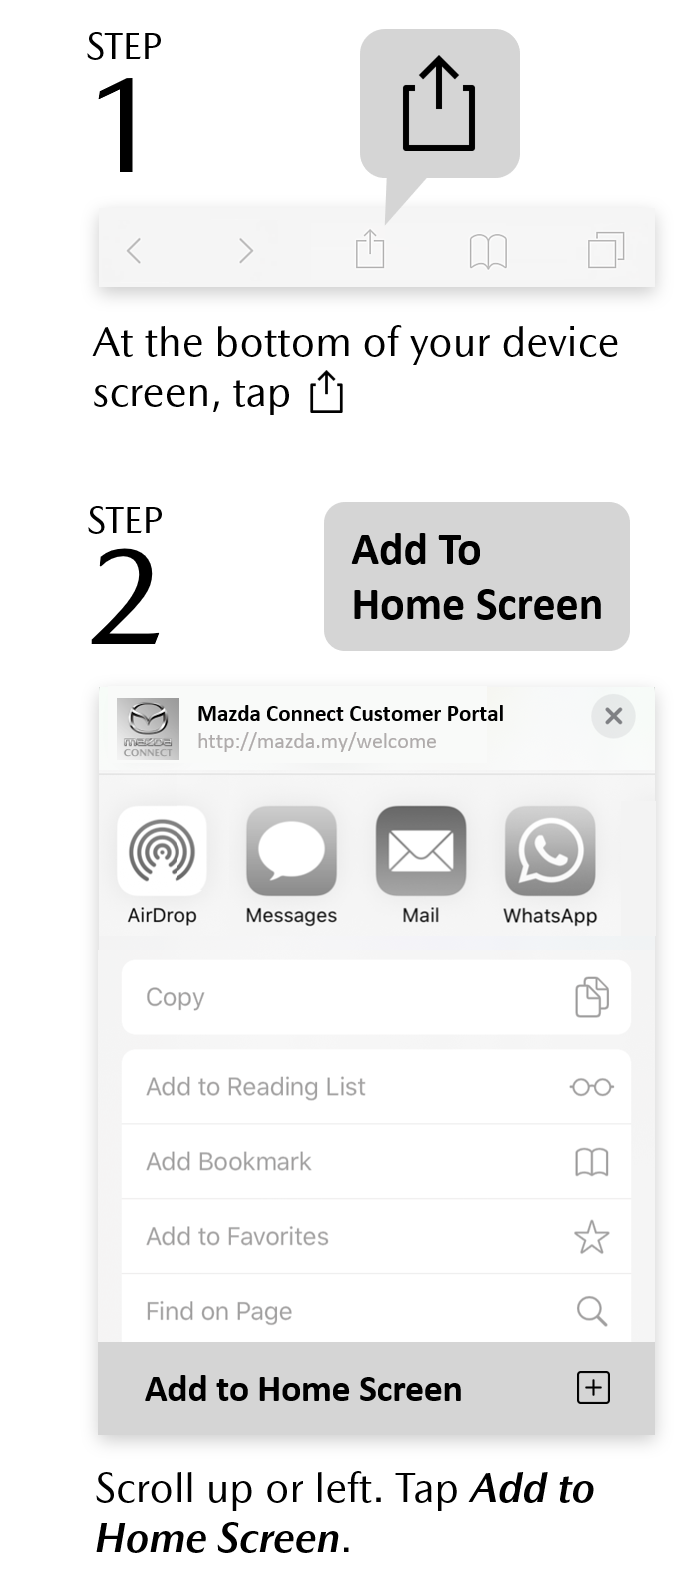 STEP
1
At the bottom of your device
screen, tap
STEP
2
Add To
Home Screen
Mazda Connect Customer Portal
http://mazda.my/welcome
mazda
CONNECT
AirDrop
Messages
Mail
WhatsApp
Copy
Add to Reading List
Add Bookmark
Add to Favorites
Find on Page
Add to Home Screen
Scroll up or left. Tap Add to
Home Screen.